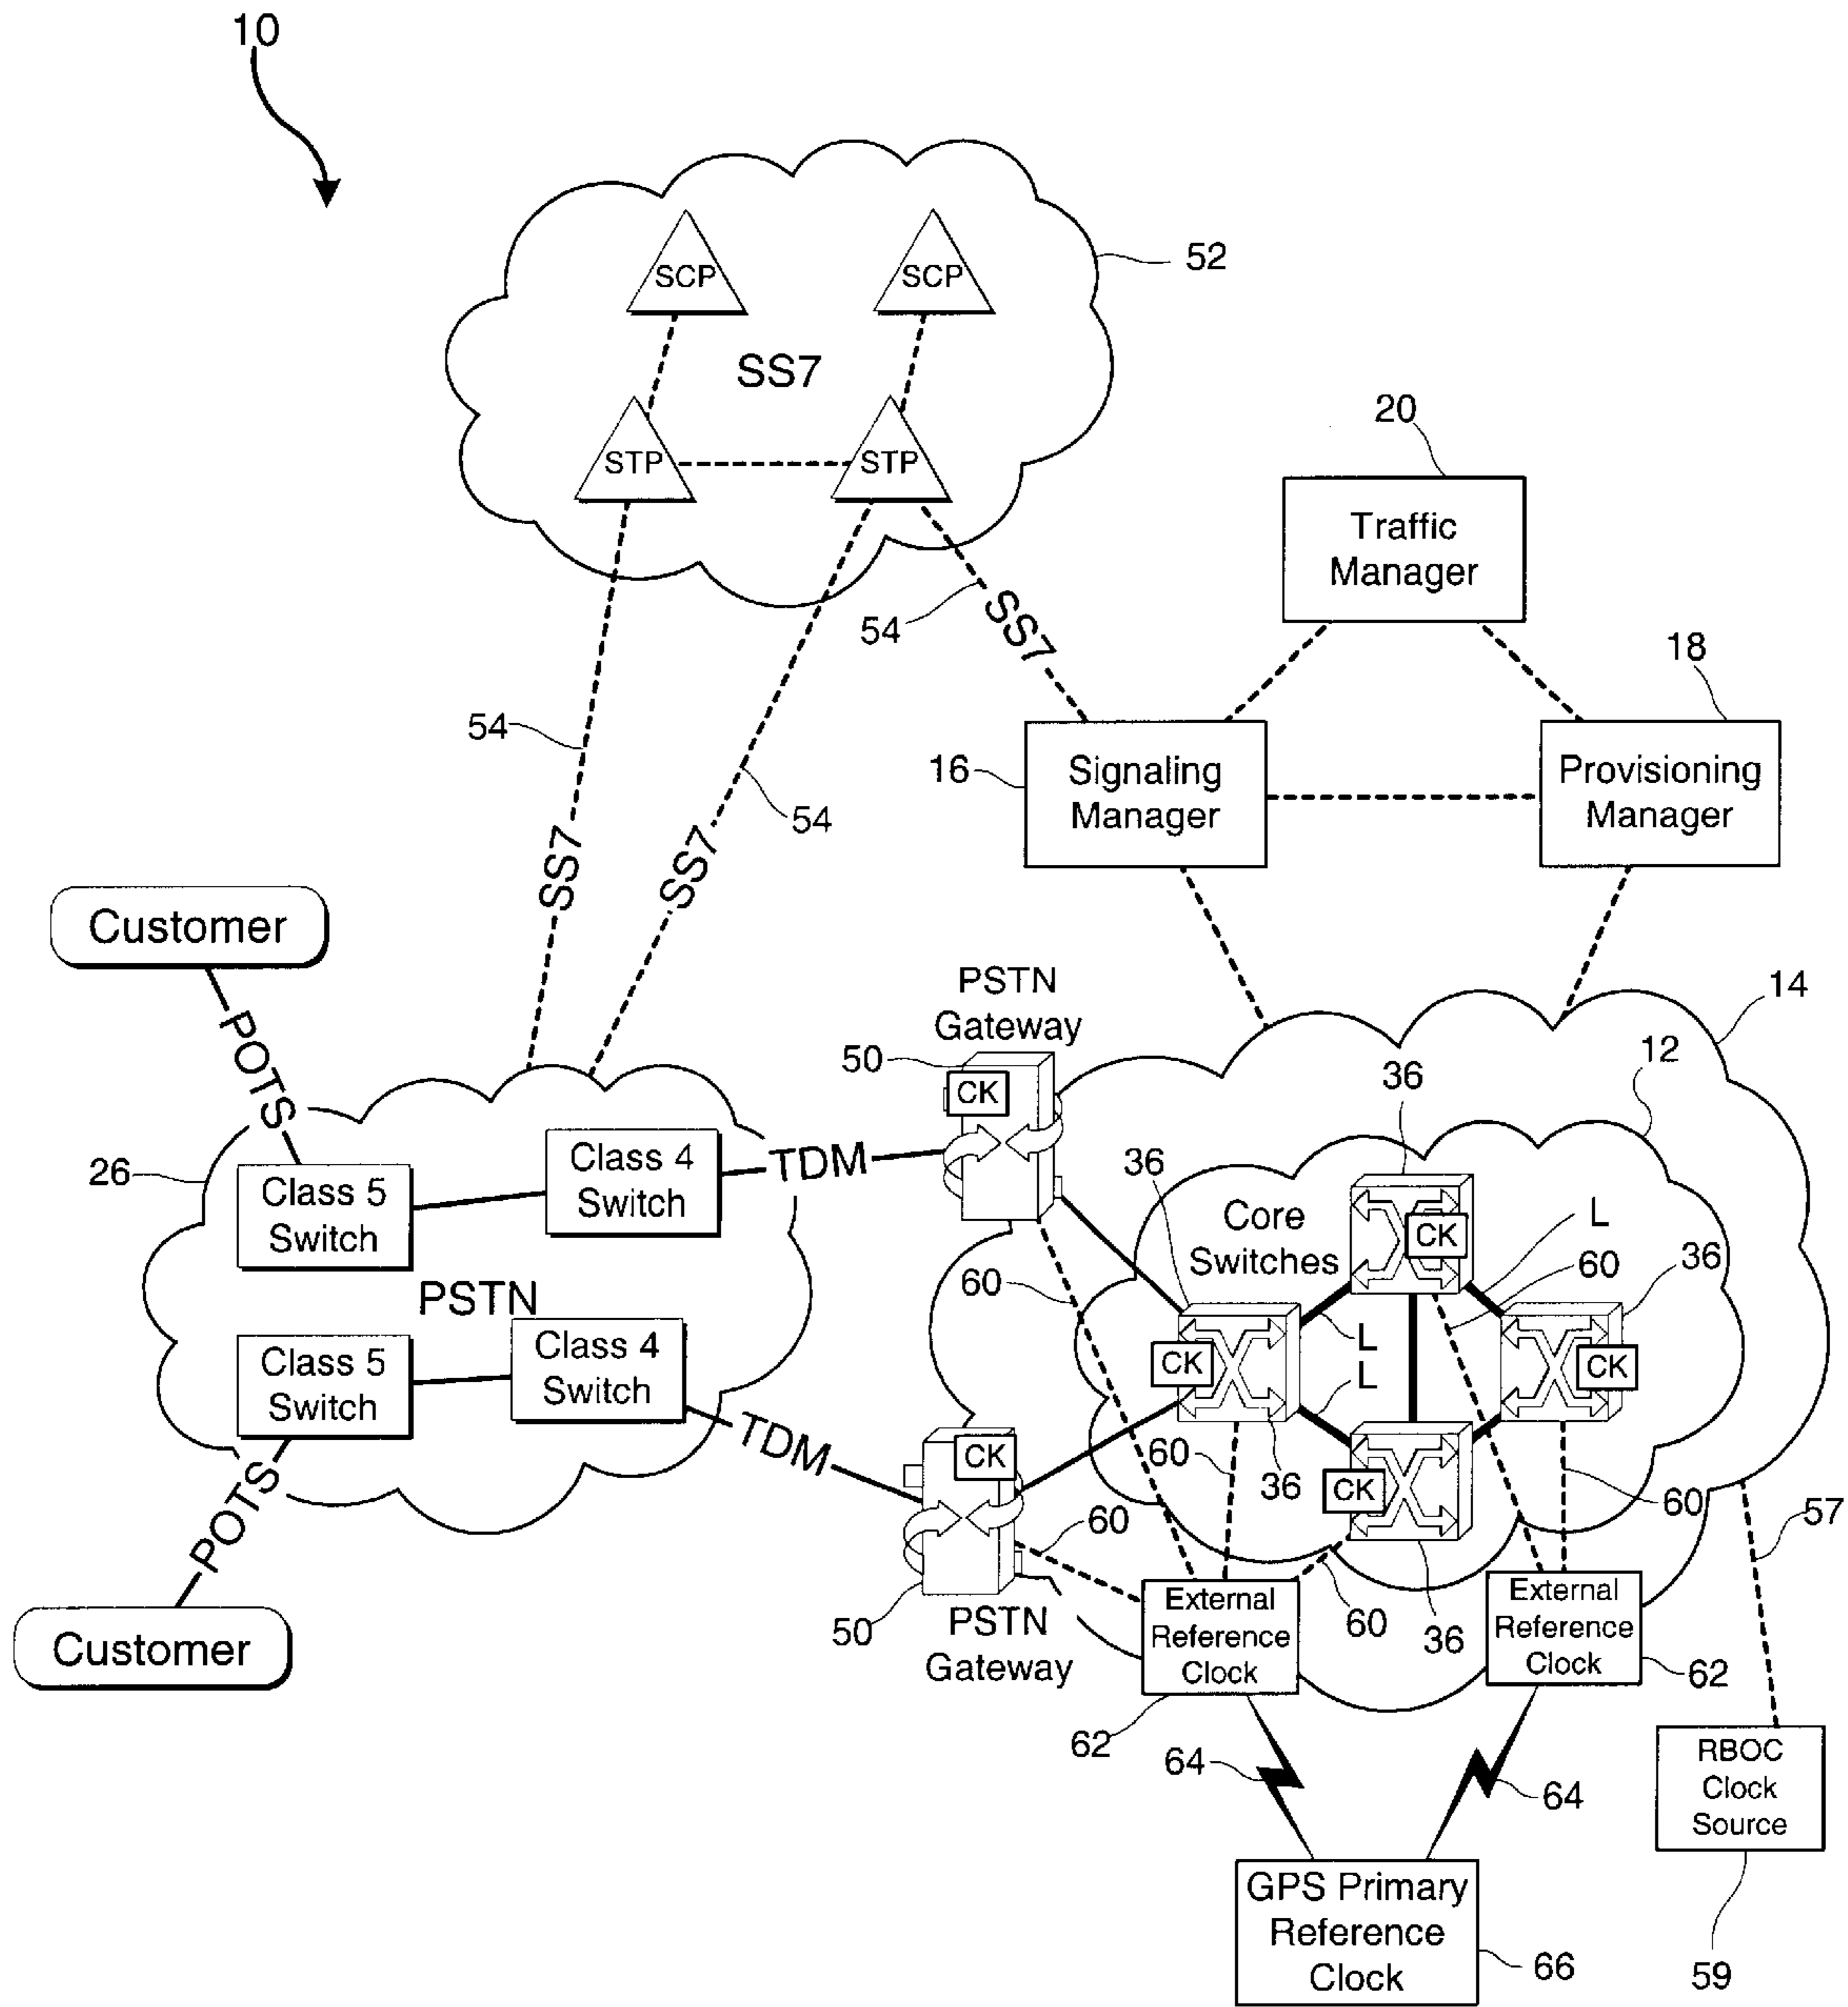 10
SCP
SCP
52
SS7
STP
STP
20
Traffic
Manager
54
SS7
18
54
16
Signaling
Manager
Provisioning
Manager
54
SS7
SS7
Customer
PSTN
Gateway
14
POTS
50
CK
12
36
26
Class 5
Switch
Class 4
Switch
TDM
36
Core
Switches
CK
L
60
36
60
PSTN
L
L
CK
CK
Class 5
Switch
Class 4
Switch
TDM
CK
60
36
CK
60
57
POTS
60
50
PSTN
Gateway
External
Reference
Clock
60
36
External
Reference
Clock
62
Customer
62
64
64
RBOC
Clock
Source
GPS Primary
Reference
Clock
66
59